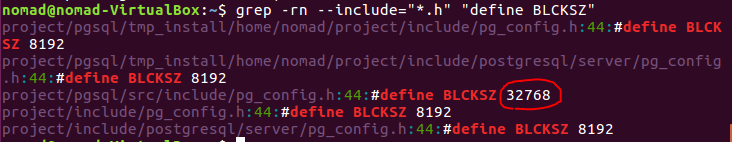 nomad@nomad-VirtualBox:~$ grep -rn --include="*.h" "define BLCKSZ"
project/pgsql/tmp_install/home/nomad/project/include/pg_config.h:44:#define BLCK
SZ 8192
project/pgsql/tmp_install/home/nomad/project/include/postgresql/server/pg_config
.h:44:#define BLCKSZ 8192
project/pgsql/src/include/pg_config.h:44:#define BLCKSZ 32768
project/include/pg_config.h:44:#define BLCKSZ 8192
project/include/postgresql/server/pg_config.h:44:#define BLCKSZ 8192